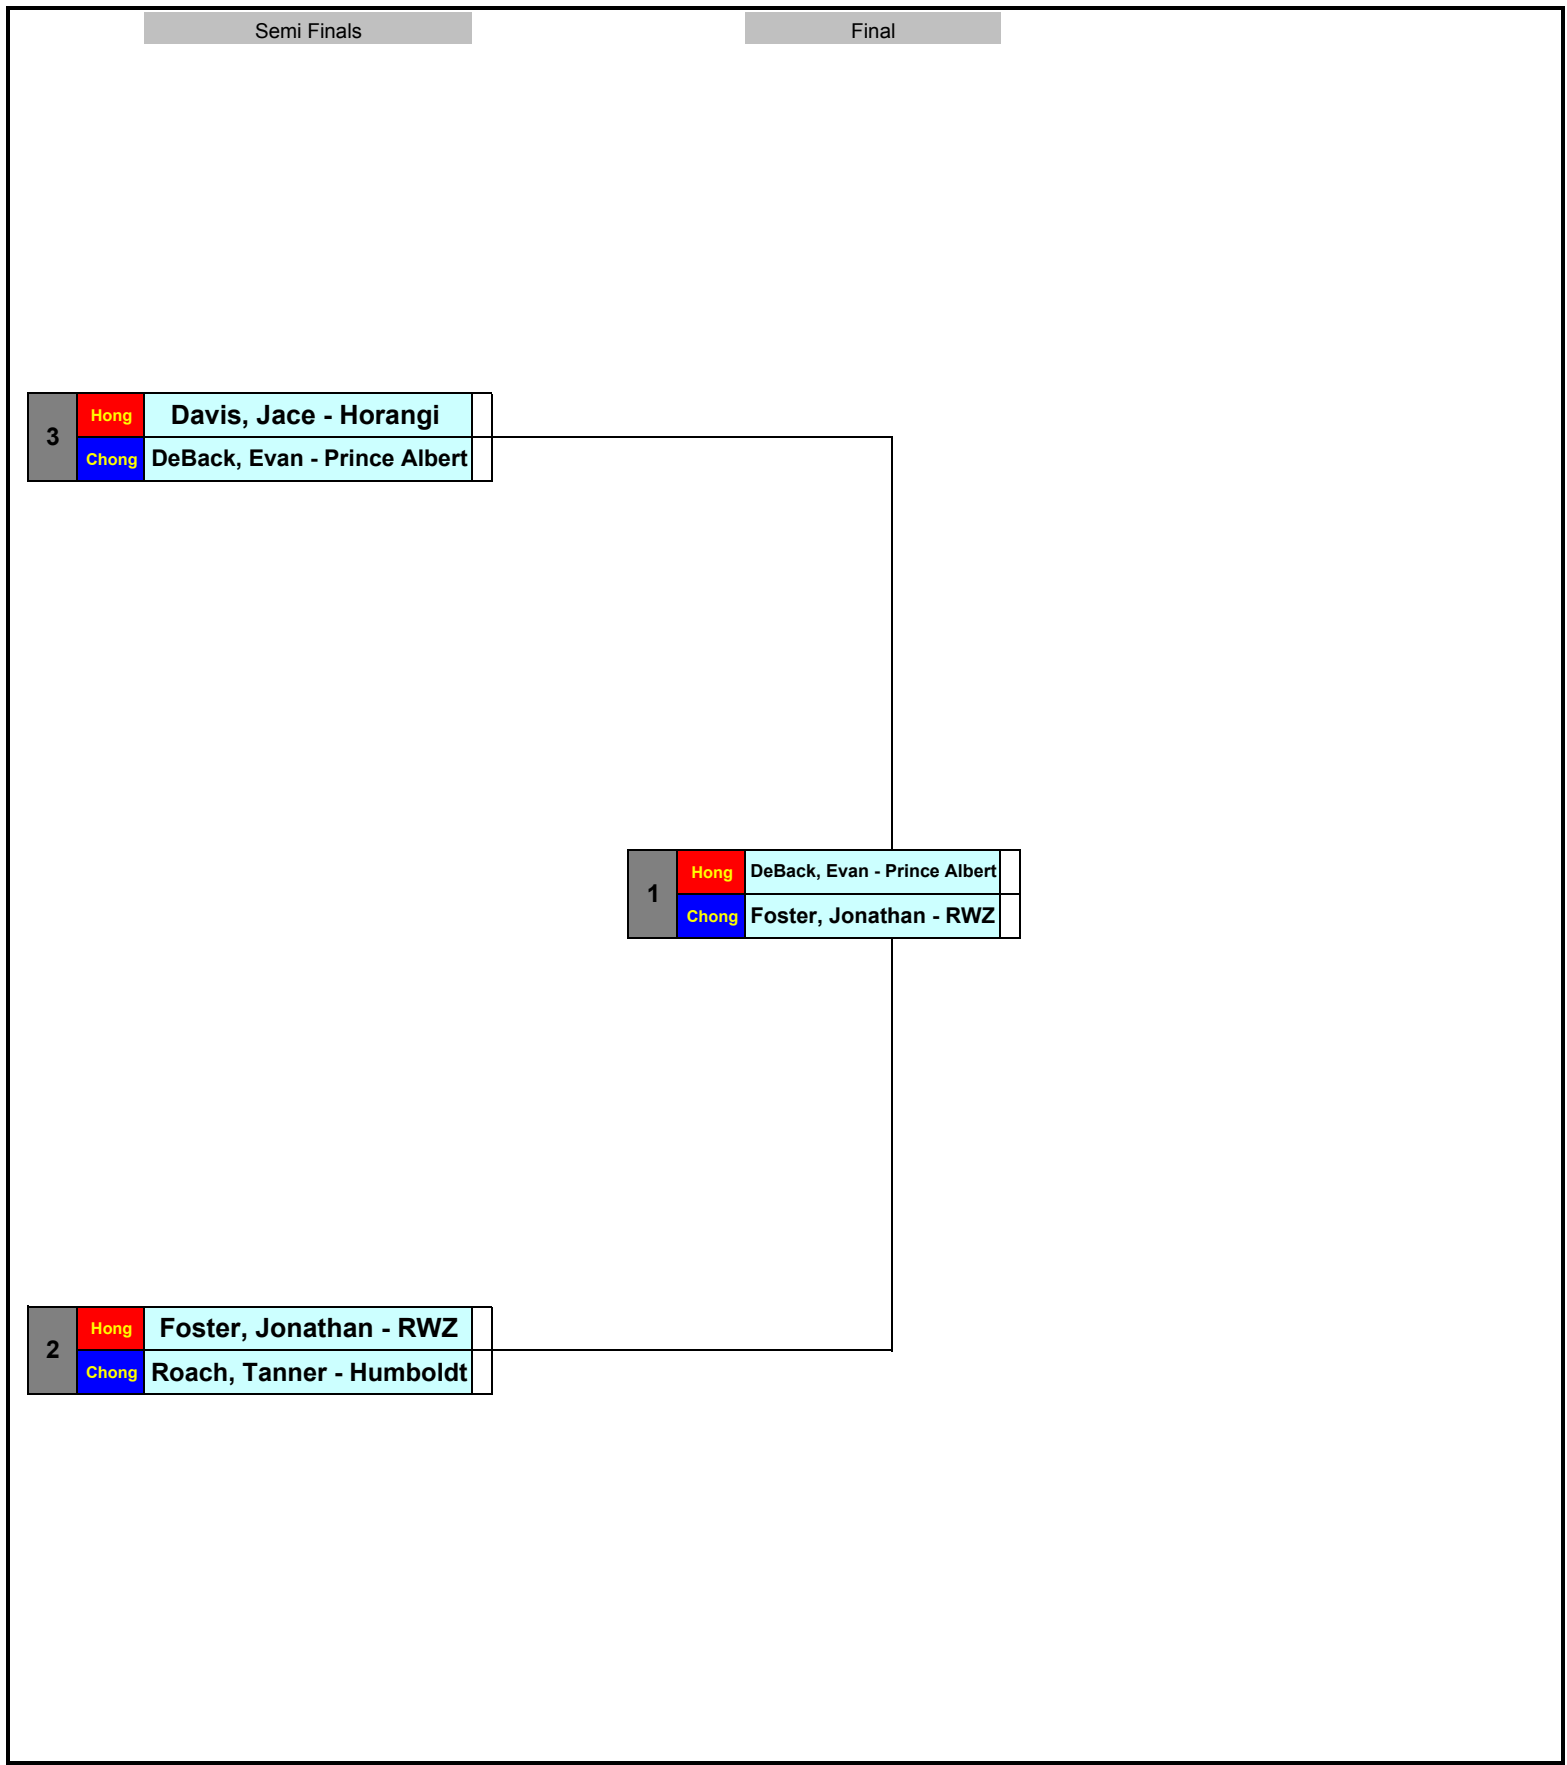 Semi Finals
Final
3
Hong
Davis, Jace - Horangi
Chong
DeBack, Evan - Prince Albert
1
Hong
DeBack, Evan - Prince Albert
Chong
Foster, Jonathan - RWZ
2
Hong
Foster, Jonathan - RWZ
Chong
Roach, Tanner - Humboldt